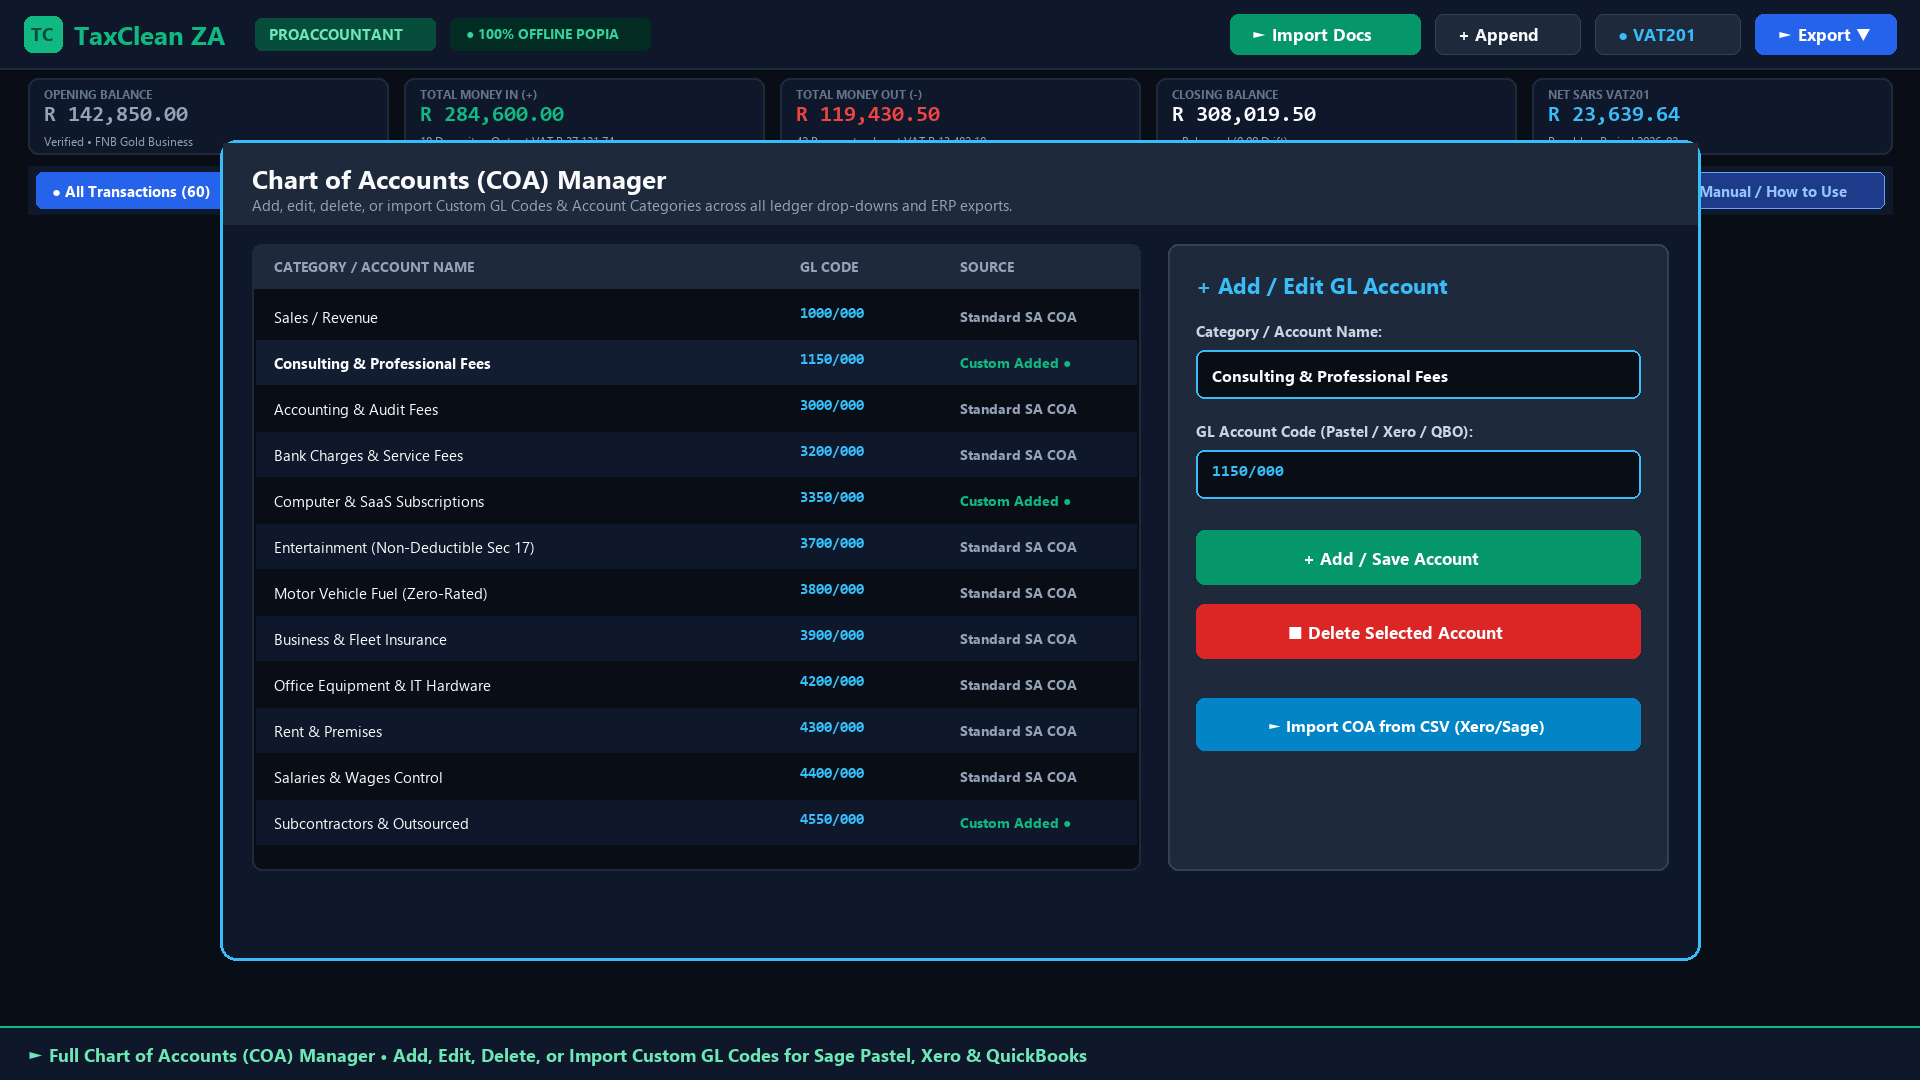 TC TaxClean ZA PROACCOUNTANT ● 100% OFFLINE POPIA ► Import Docs + Append ● VAT201 ► Export ▼
OPENING BALANCE
R 142,850.00
Verified • FNB Gold Business
TOTAL MONEY IN (+)
R 284,600.00
TOTAL MONEY OUT (-)
R 119,430.50
CLOSING BALANCE
R 308,019.50
NET SARS VAT201
R 23,639.64
● All Transactions (60)
Manual / How to Use
Chart of Accounts (COA) Manager
Add, edit, delete, or import Custom GL Codes & Account Categories across all ledger drop-downs and ERP exports.
CATEGORY / ACCOUNT NAME GL CODE SOURCE
Sales / Revenue 1000/000 Standard SA COA
Consulting & Professional Fees 1150/000 Custom Added ●
Accounting & Audit Fees 3000/000 Standard SA COA
Bank Charges & Service Fees 3200/000 Standard SA COA
Computer & SaaS Subscriptions 3350/000 Custom Added ●
Entertainment (Non-Deductible Sec 17) 3700/000 Standard SA COA
Motor Vehicle Fuel (Zero-Rated) 3800/000 Standard SA COA
Business & Fleet Insurance 3900/000 Standard SA COA
Office Equipment & IT Hardware 4200/000 Standard SA COA
Rent & Premises 4300/000 Standard SA COA
Salaries & Wages Control 4400/000 Standard SA COA
Subcontractors & Outsourced 4550/000 Custom Added ●
+ Add / Edit GL Account
Category / Account Name:
Consulting & Professional Fees
GL Account Code (Pastel / Xero / QBO):
1150/000
+ Add / Save Account
■ Delete Selected Account
► Import COA from CSV (Xero/Sage)
► Full Chart of Accounts (COA) Manager • Add, Edit, Delete, or Import Custom GL Codes for Sage Pastel, Xero & QuickBooks